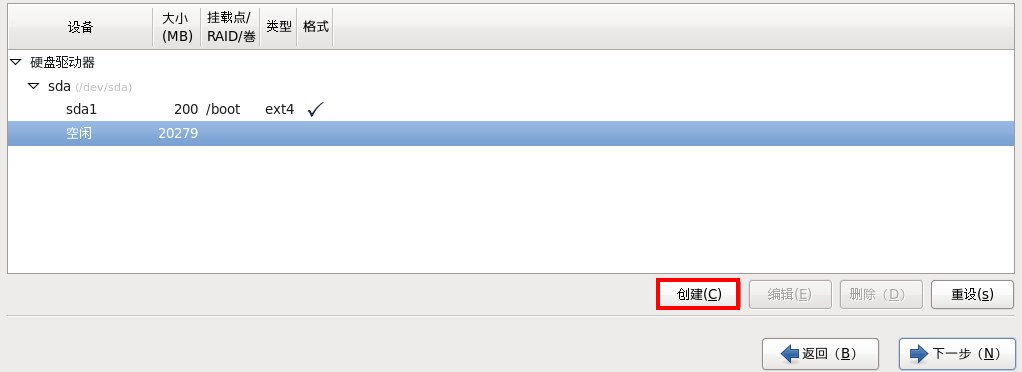 设备 大小(MB) 挂载点/RAID/卷 类型 格式
硬盘驱动器
sda (/dev/sda)
sda1 200 /boot ext4
空闲 20279
创建(C) 编辑(E) 删除（D） 重设(s)
返回（B） 下一步（N）